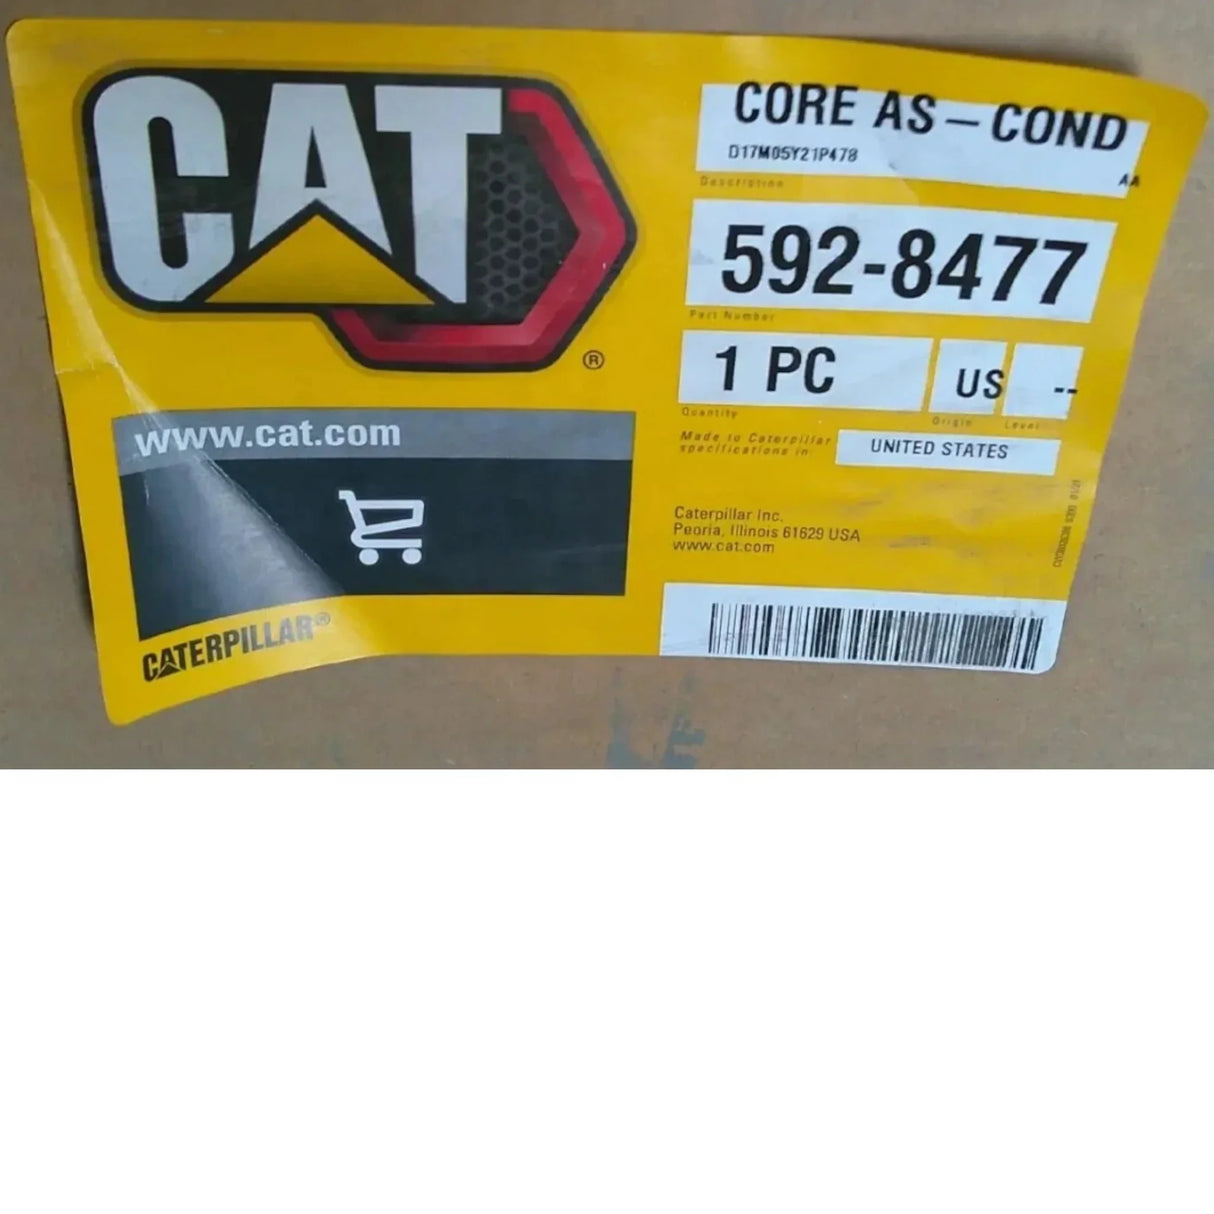 CAT
®
www.cat.com
CATERPILLAR®
CORE AS-COND
D17M05Y21P478
AA
Description
592-8477
Part Number
1 PC
US
--
Quantity
Origin
Level
Made to Caterpillar
specifications in:
UNITED STATES
Caterpillar Inc.
Peoria, Illinois 61629 USA
www.cat.com